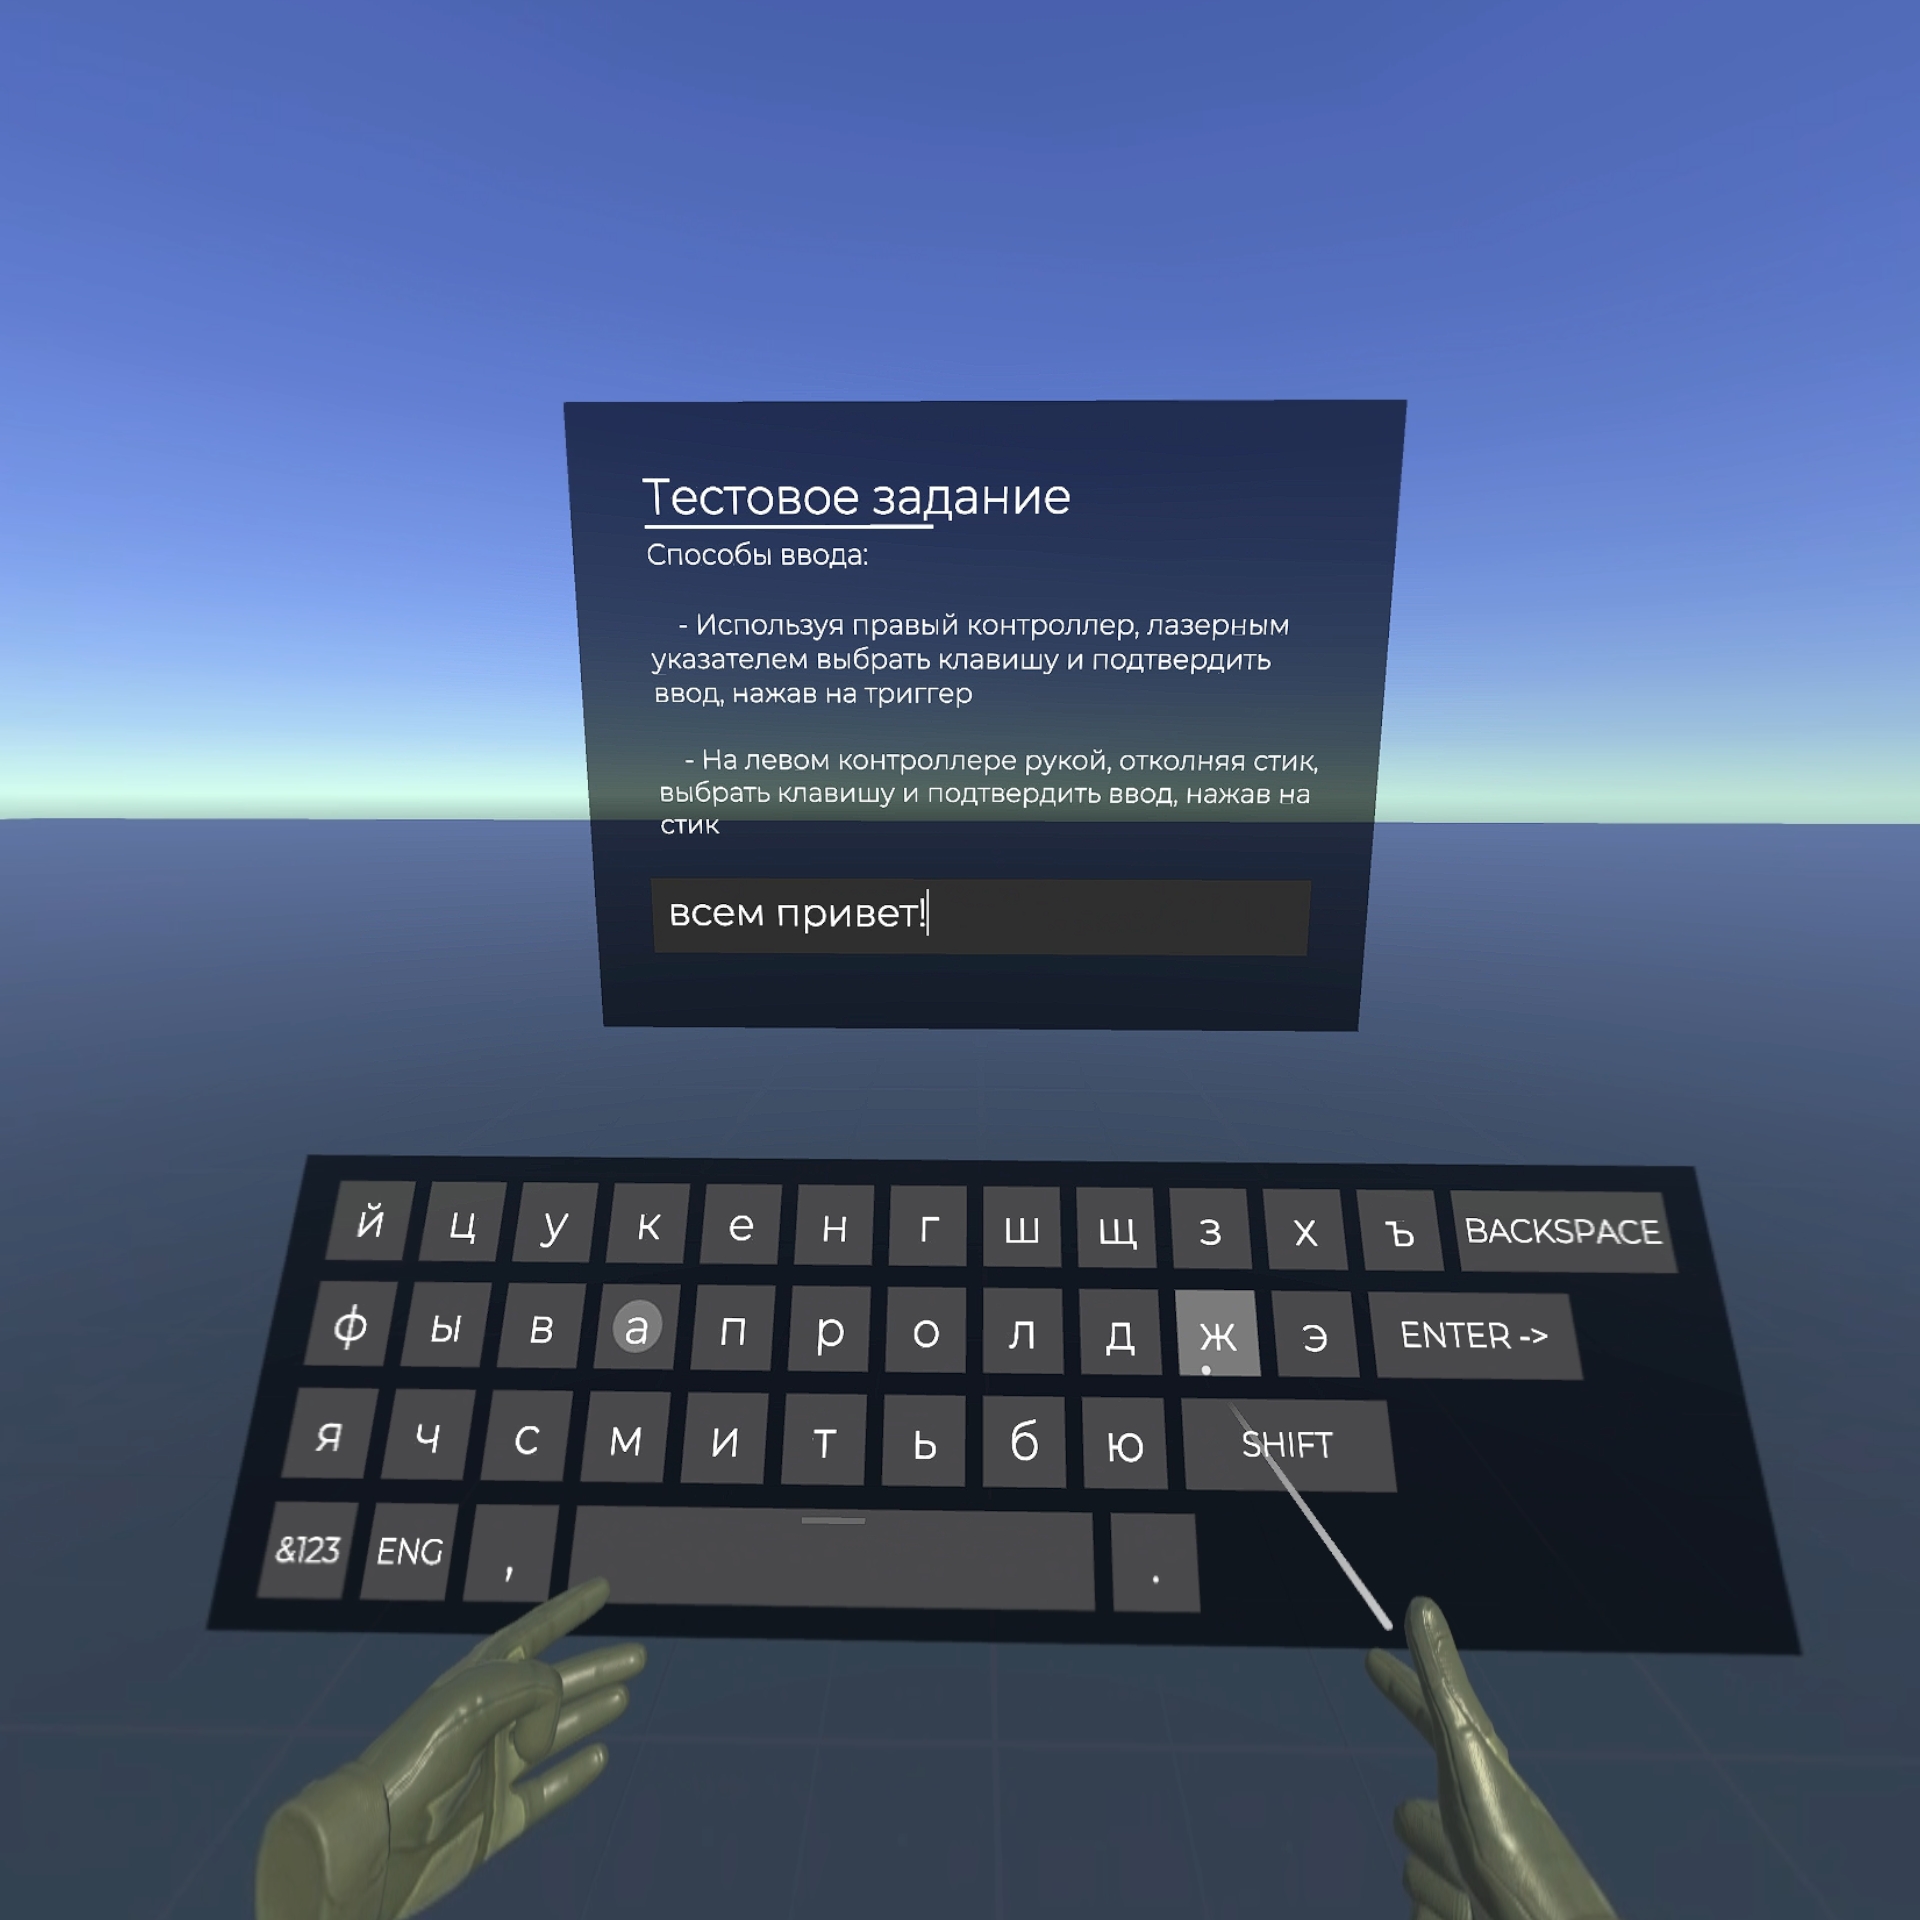 Тестовое задание
Способы ввода:
- Используя правый контроллер, лазерным
указателем выбрать клавишу и подтвердить
ввод, нажав на триггер
- На левом контроллере рукой, отколняя стик,
выбрать клавишу и подтвердить ввод, нажав на
стик
всем привет!
й ц у к е н г ш щ з х ъ BACKSPACE
ф ы в а п р о л д ж э ENTER ->
я ч с м и т ь б ю SHIFT
&123 ENG , .